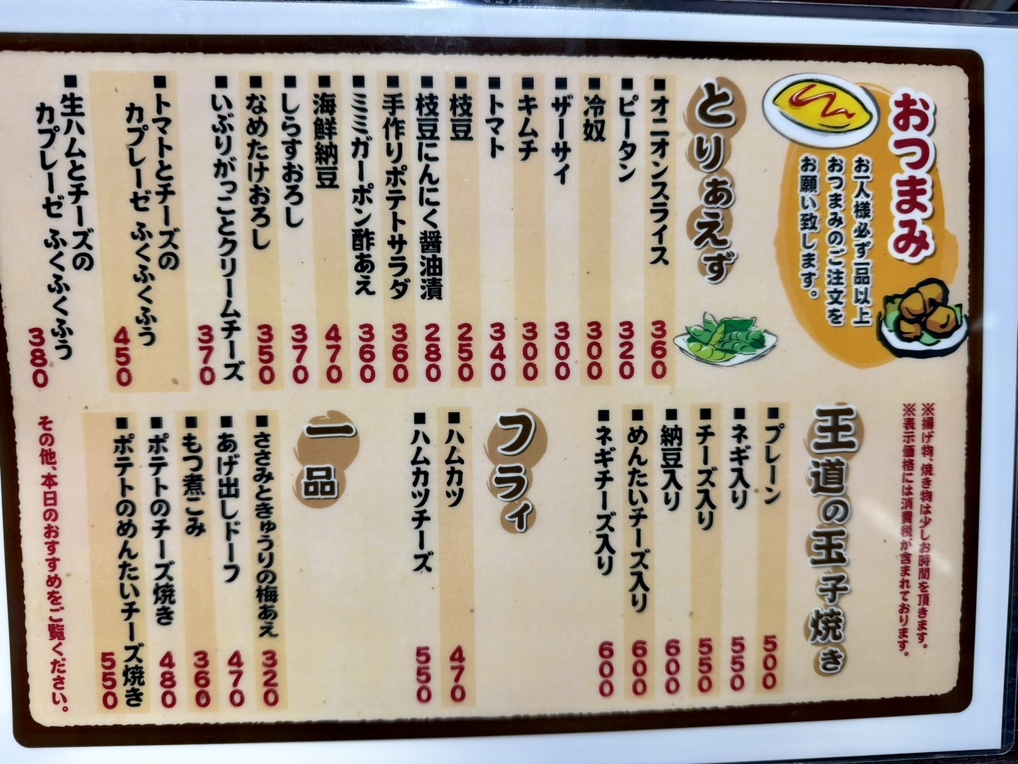 おつまみ
お一人様必ず一品以上
おつまみのご注文を
お願い致します。
とりぁえず
■オニオンスライス 360
■ピータン 320
■冷奴 300
■ザーサイ 300
■キムチ 300
■トマト 340
■枝豆 250
■枝豆にんにく醤油漬 280
■手作りポテトサラダ 360
■ミミガーポン酢あえ 360
■海鮮納豆 470
■しらすおろし 370
■なめたけおろし 350
■いぶりがっことクリームチーズ 370
■トマトとチーズの
カプレーゼ ふくふくふう 450
■生ハムとチーズの
カプレーゼ ふくふくふう 380
※揚げ物、焼き物は少しお時間を頂きます。
※表示価格には消費税が含まれております。
王道の玉子焼き
■プレーン 500
■ネギ入り 550
■チーズ入り 550
■納豆入り 600
■めんたいチーズ入り 600
■ネギチーズ入り 600
フライ
■ハムカツ 470
■ハムカツチーズ 550
一品
■ささみときゅうりの梅あえ 320
■あげ出しドーフ 470
■もつ煮こみ 360
■ポテトのチーズ焼き 480
■ポテトのめんたいチーズ焼き 550
その他、本日のおすすめをご覧ください。